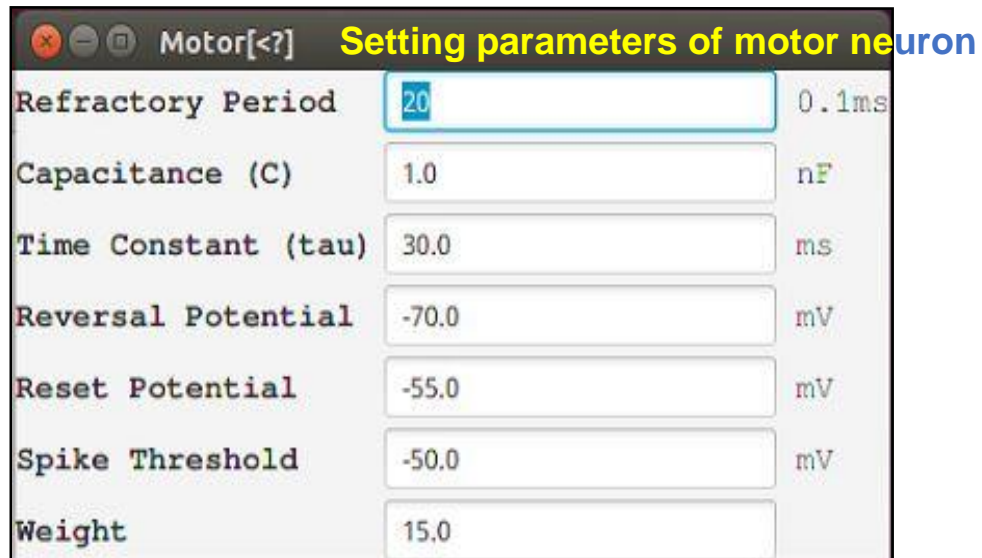 Motor[<?] Setting parameters of motor neuron
Refractory Period 20 0.1ms
Capacitance (C) 1.0 nF
Time Constant (tau) 30.0 ms
Reversal Potential -70.0 mV
Reset Potential -55.0 mV
Spike Threshold -50.0 mV
Weight 15.0